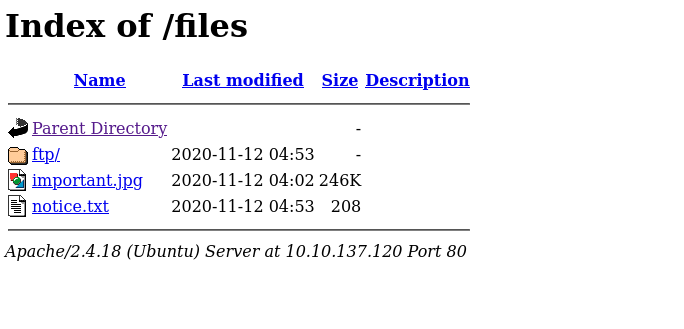 Index of /files
Name Last modified Size Description
Parent Directory -
ftp/ 2020-11-12 04:53 -
important.jpg 2020-11-12 04:02 246K
notice.txt 2020-11-12 04:53 208
Apache/2.4.18 (Ubuntu) Server at 10.10.137.120 Port 80